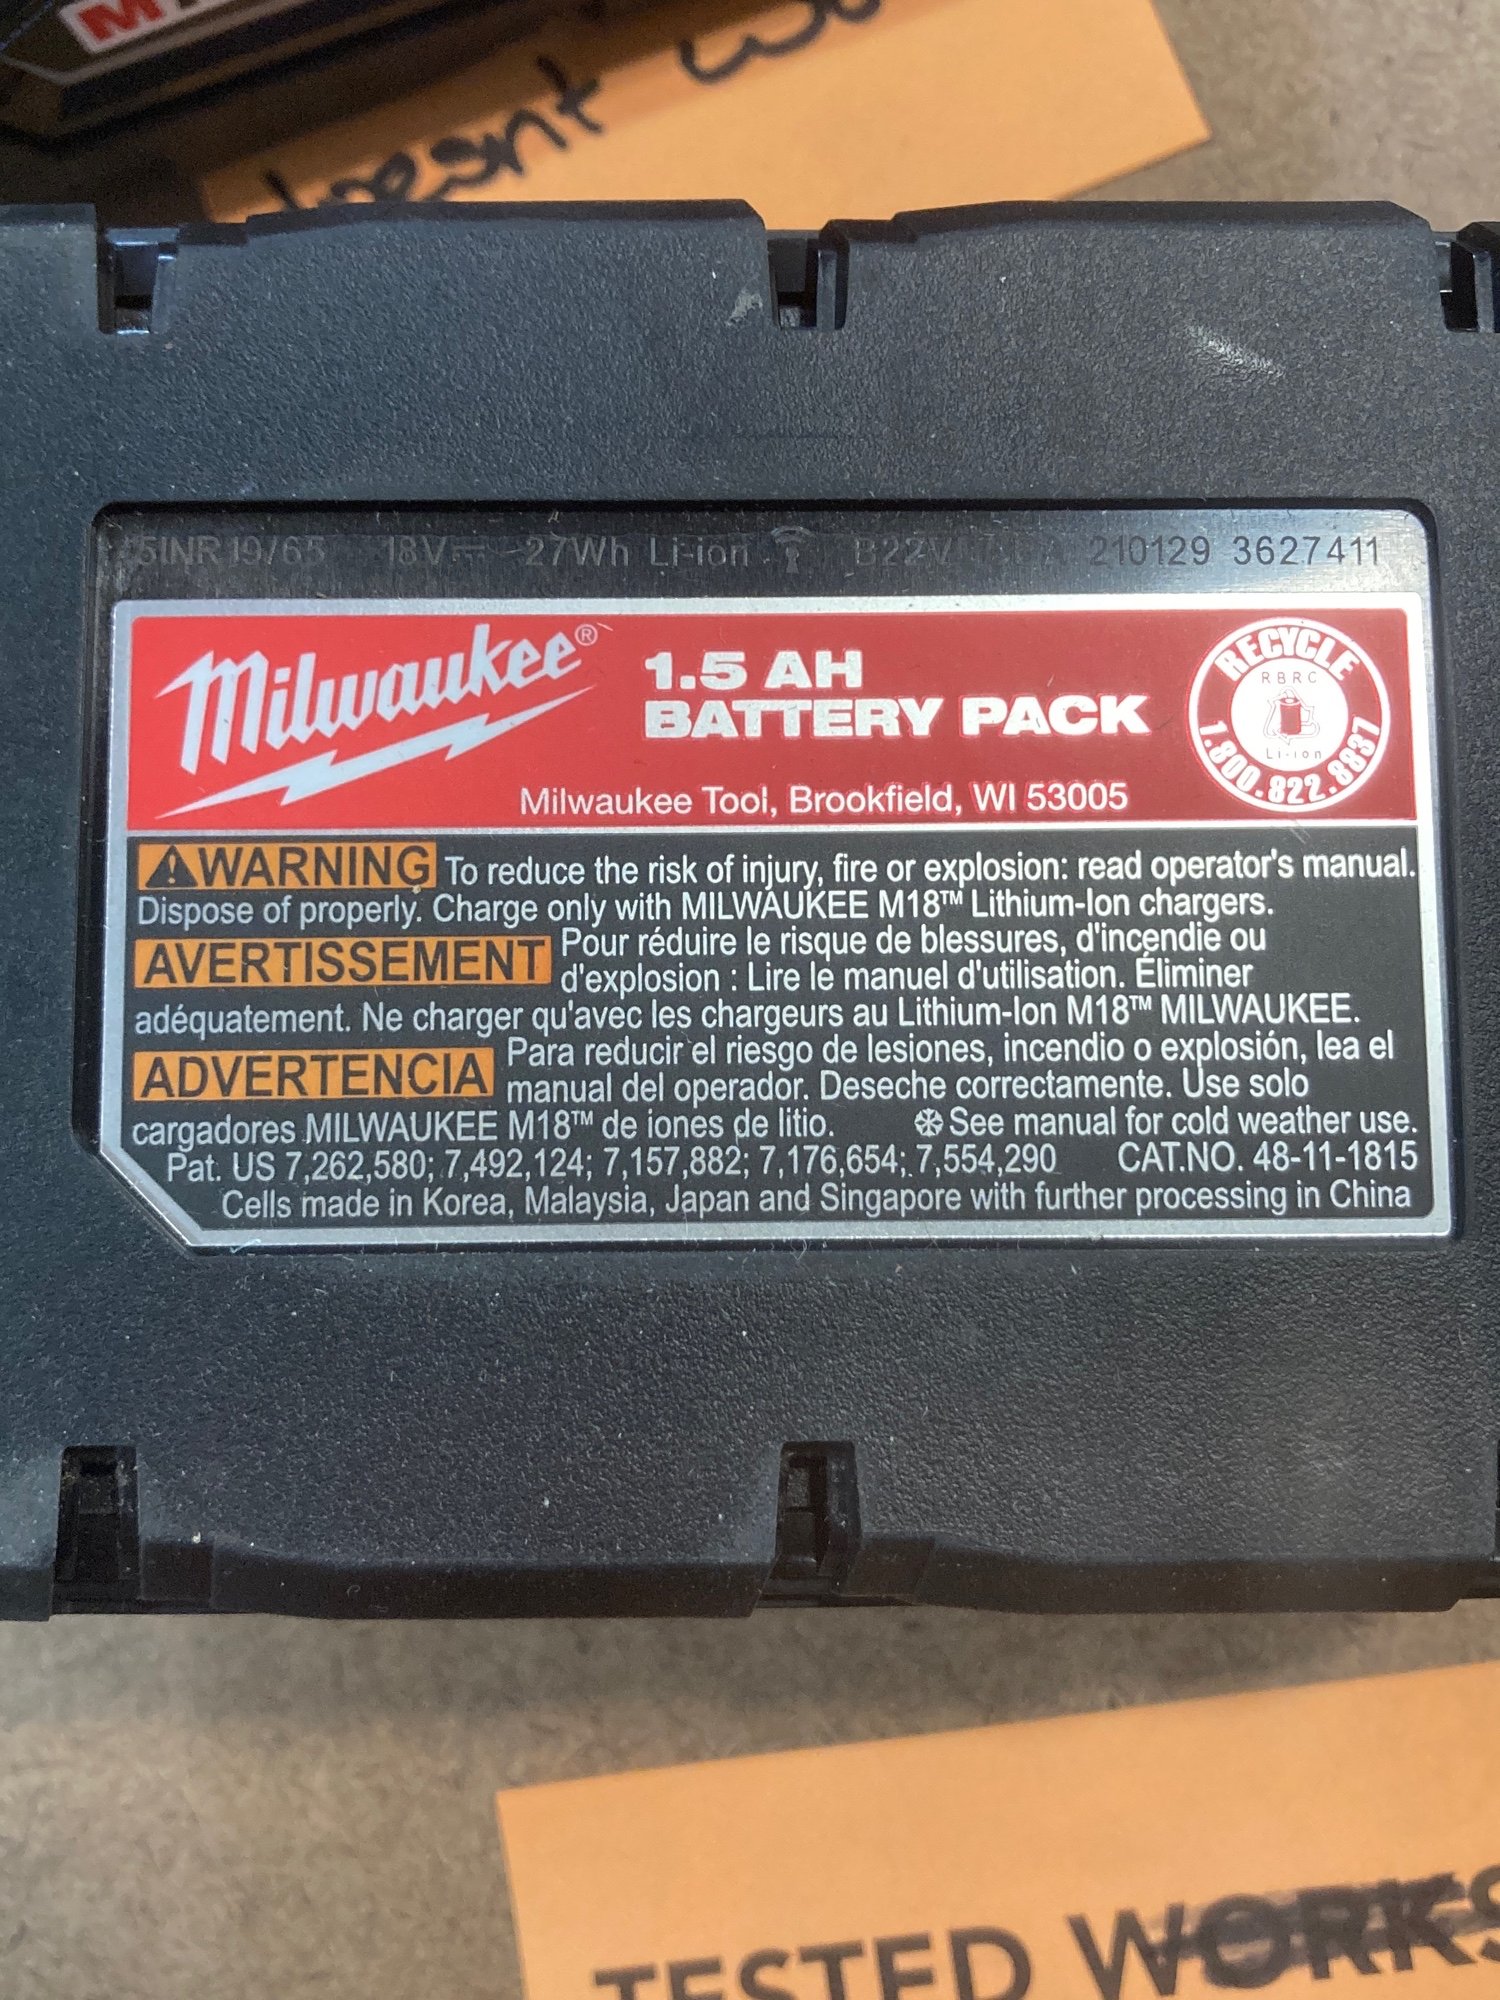 doesnt
5INR19/65 18V 27Wh Li-ion 210129 3627411
Milwaukee® 1.5 AH
BATTERY PACK
Milwaukee Tool, Brookfield, WI 53005
RECYCLE
RBRC
Li-ion
1.800.822.8837
WARNING To reduce the risk of injury, fire or explosion: read operator's manual.
Dispose of properly. Charge only with MILWAUKEE M18™ Lithium-Ion chargers.
AVERTISSEMENT Pour réduire le risque de blessures, d'incendie ou
d'explosion : Lire le manuel d'utilisation. Éliminer
adéquatement. Ne charger qu'avec les chargeurs au Lithium-Ion M18™ MILWAUKEE.
ADVERTENCIA Para reducir el riesgo de lesiones, incendio o explosión, lea el
manual del operador. Deseche correctamente. Use solo
cargadores MILWAUKEE M18™ de iones de litio. See manual for cold weather use.
Pat. US 7,262,580; 7,492,124; 7,157,882; 7,176,654; 7,554,290 CAT.NO. 48-11-1815
Cells made in Korea, Malaysia, Japan and Singapore with further processing in China
TESTED WORKS